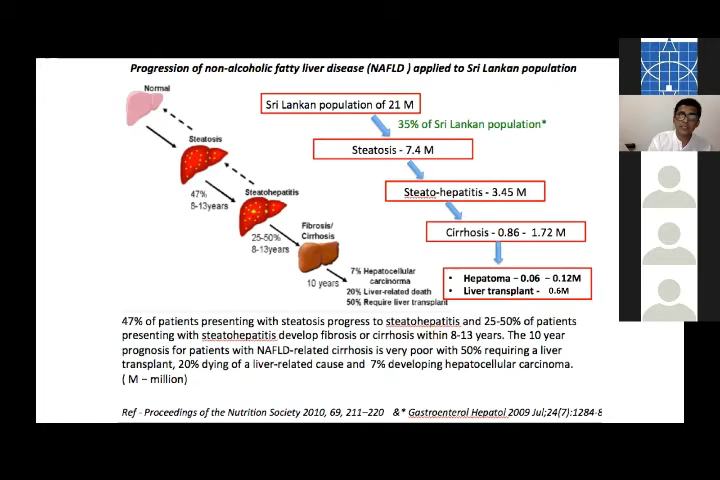 Progression of non-alcoholic fatty liver disease (NAFLD ) applied to Sri Lankan population
Normal
Steatosis
47%
8-13years
Steatohepatitis
25-50%
8-13years
Fibrosis/
Cirrhosis
10 years
7% Hepatocellular
carcinoma
20% Liver-related death
50% Require liver transplant
Sri Lankan population of 21 M
35% of Sri Lankan population*
Steatosis - 7.4 M
Steato-hepatitis - 3.45 M
Cirrhosis - 0.86 - 1.72 M
• Hepatoma – 0.06 – 0.12M
• Liver transplant - 0.6M
47% of patients presenting with steatosis progress to steatohepatitis and 25-50% of patients
presenting with steatohepatitis develop fibrosis or cirrhosis within 8-13 years. The 10 year
prognosis for patients with NAFLD-related cirrhosis is very poor with 50% requiring a liver
transplant, 20% dying of a liver-related cause and 7% developing hepatocellular carcinoma.
( M – million)
Ref - Proceedings of the Nutrition Society 2010, 69, 211–220 &* Gastroenterol Hepatol 2009 Jul;24(7):1284-8